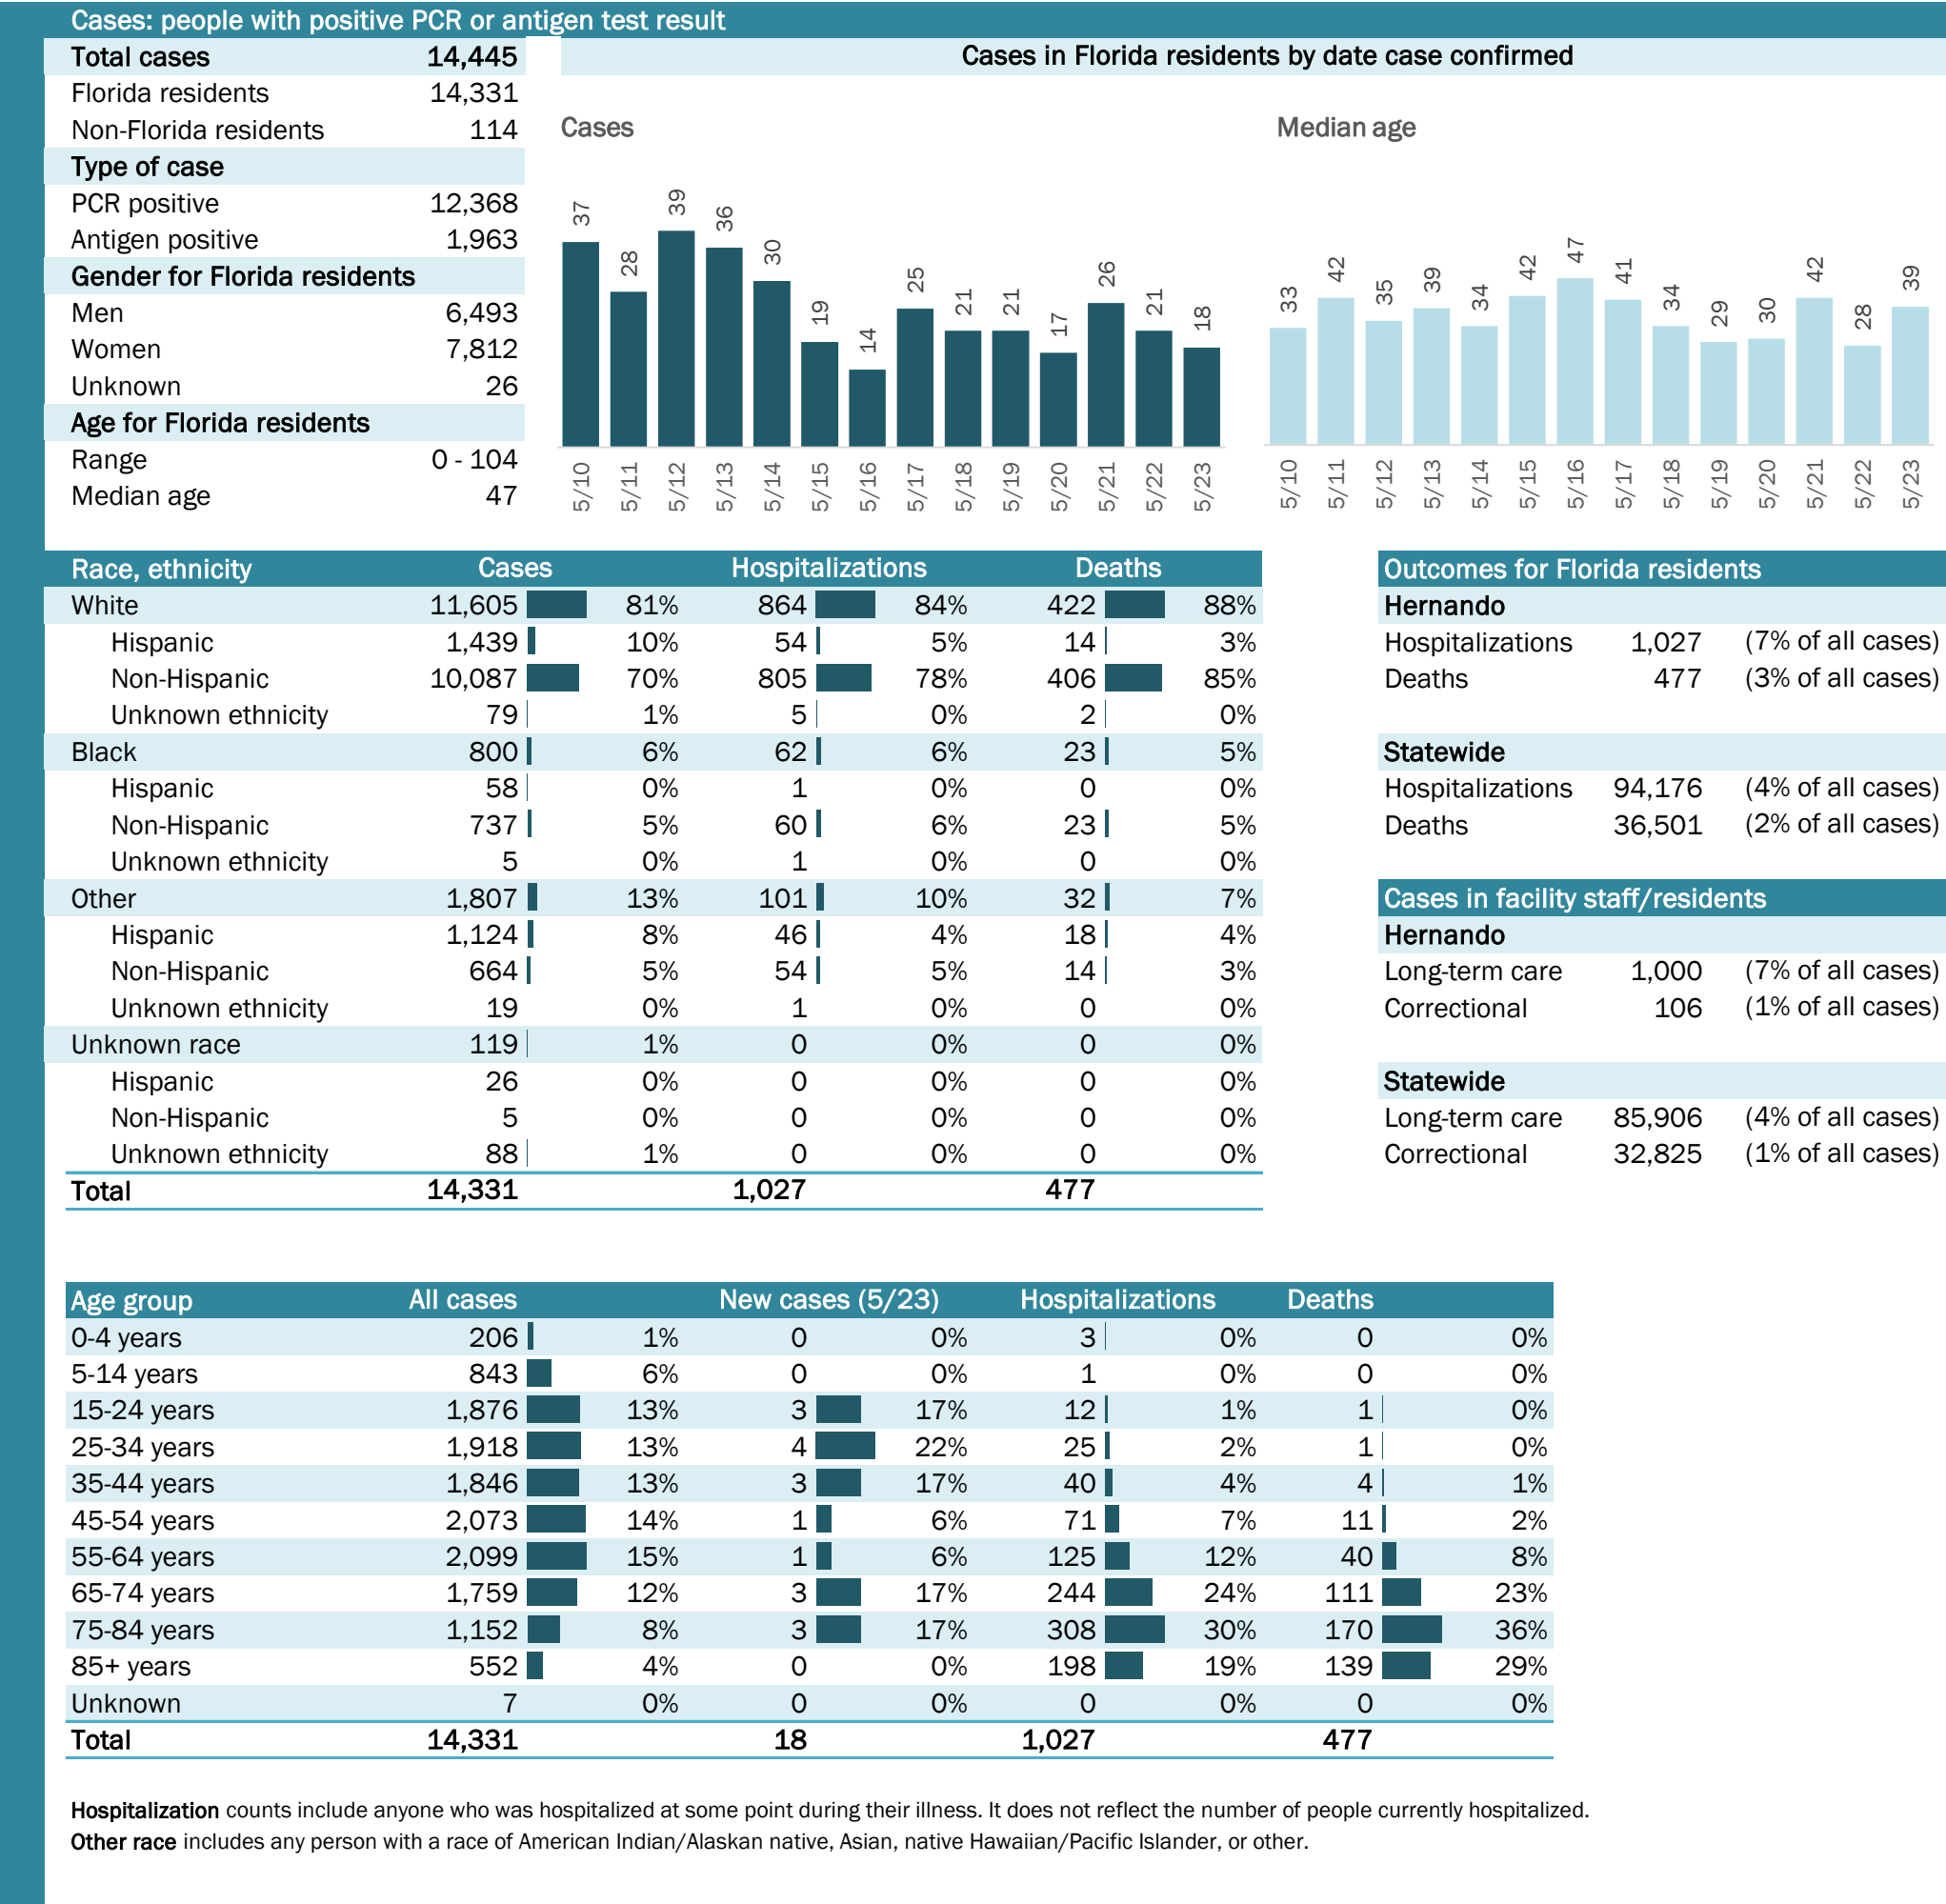 Cases: people with positive PCR or antigen test result
Total cases 14,445
Florida residents 14,331
Non-Florida residents 114
Type of case
PCR positive 12,368
Antigen positive 1,963
Gender for Florida residents
Men 6,493
Women 7,812
Unknown 26
Age for Florida residents
Range 0 - 104
Median age 47
Cases in Florida residents by date case confirmed
Cases
37 28 39 36 30 19 14 25 21 21 17 26 21 18
5/10 5/11 5/12 5/13 5/14 5/15 5/16 5/17 5/18 5/19 5/20 5/21 5/22 5/23
Median age
33 42 35 39 34 42 47 41 34 29 30 42 28 39
5/10 5/11 5/12 5/13 5/14 5/15 5/16 5/17 5/18 5/19 5/20 5/21 5/22 5/23
Race, ethnicity Cases Hospitalizations Deaths
White 11,605 81% 864 84% 422 88%
Hispanic 1,439 10% 54 5% 14 3%
Non-Hispanic 10,087 70% 805 78% 406 85%
Unknown ethnicity 79 1% 5 0% 2 0%
Black 800 6% 62 6% 23 5%
Hispanic 58 0% 1 0% 0 0%
Non-Hispanic 737 5% 60 6% 23 5%
Unknown ethnicity 5 0% 1 0% 0 0%
Other 1,807 13% 101 10% 32 7%
Hispanic 1,124 8% 46 4% 18 4%
Non-Hispanic 664 5% 54 5% 14 3%
Unknown ethnicity 19 0% 1 0% 0 0%
Unknown race 119 1% 0 0% 0 0%
Hispanic 26 0% 0 0% 0 0%
Non-Hispanic 5 0% 0 0% 0 0%
Unknown ethnicity 88 1% 0 0% 0 0%
Total 14,331 1,027 477
Outcomes for Florida residents
Hernando
Hospitalizations 1,027 (7% of all cases)
Deaths 477 (3% of all cases)
Statewide
Hospitalizations 94,176 (4% of all cases)
Deaths 36,501 (2% of all cases)
Cases in facility staff/residents
Hernando
Long-term care 1,000 (7% of all cases)
Correctional 106 (1% of all cases)
Statewide
Long-term care 85,906 (4% of all cases)
Correctional 32,825 (1% of all cases)
Age group All cases New cases (5/23) Hospitalizations Deaths
0-4 years 206 1% 0 0% 3 0% 0 0%
5-14 years 843 6% 0 0% 1 0% 0 0%
15-24 years 1,876 13% 3 17% 12 1% 1 0%
25-34 years 1,918 13% 4 22% 25 2% 1 0%
35-44 years 1,846 13% 3 17% 40 4% 4 1%
45-54 years 2,073 14% 1 6% 71 7% 11 2%
55-64 years 2,099 15% 1 6% 125 12% 40 8%
65-74 years 1,759 12% 3 17% 244 24% 111 23%
75-84 years 1,152 8% 3 17% 308 30% 170 36%
85+ years 552 4% 0 0% 198 19% 139 29%
Unknown 7 0% 0 0% 0 0% 0 0%
Total 14,331 18 1,027 477
Hospitalization counts include anyone who was hospitalized at some point during their illness. It does not reflect the number of people currently hospitalized.
Other race includes any person with a race of American Indian/Alaskan native, Asian, native Hawaiian/Pacific Islander, or other.